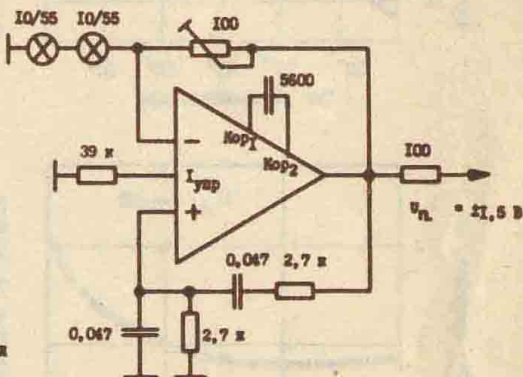 I0/55 I0/55 I00
5600
Кор1
Кор2
39 к
−
Iупр
+
I00
uп. = ±I,5 В
0,047 2,7 к
0,047
2,7 к
к